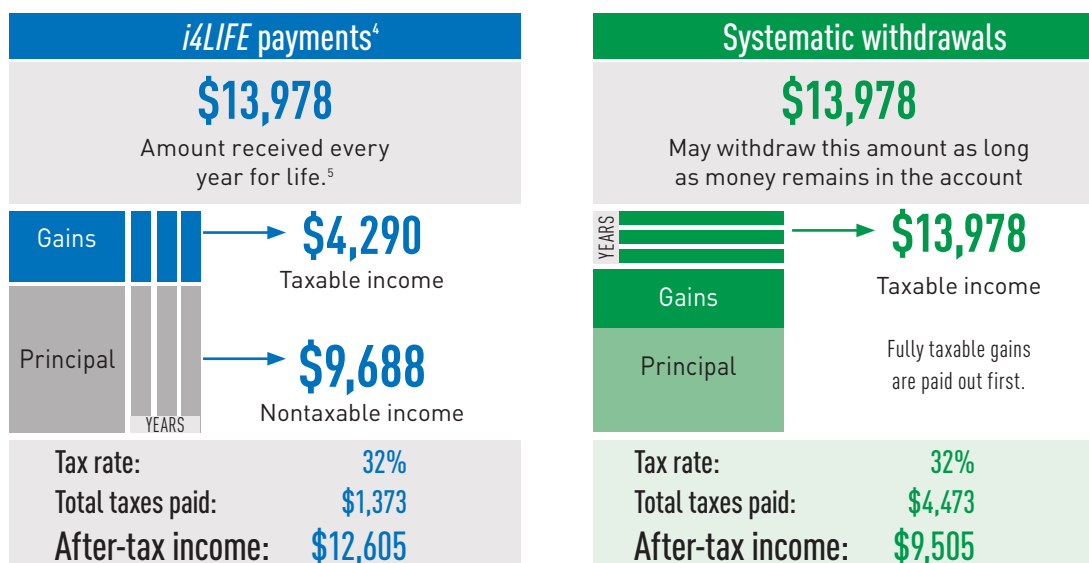 i4LIFE payments⁴
$13,978
Amount received every
year for life.⁵
Gains
$4,290
Taxable income
Principal
$9,688
Nontaxable income
YEARS
Tax rate: 32%
Total taxes paid: $1,373
After-tax income: $12,605
Systematic withdrawals
$13,978
May withdraw this amount as long
as money remains in the account
YEARS
$13,978
Taxable income
Gains
Principal
Fully taxable gains
are paid out first.
Tax rate: 32%
Total taxes paid: $4,473
After-tax income: $9,505